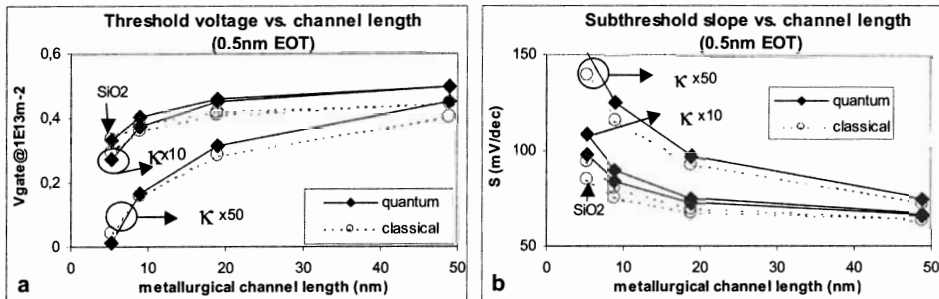 Threshold voltage vs. channel length
(0.5nm EOT)
Vgate@1E13m-2
0,6
0,4
0,2
0
SiO2
κx10
κ x50
quantum
classical
0 10 20 30 40 50
metallurgical channel length (nm)
a
Subthreshold slope vs. channel length
(0.5nm EOT)
S (mV/dec)
150
100
50
κ x50
κ x10
SiO2
quantum
classical
0 10 20 30 40 50
metallurgical channel length (nm)
b